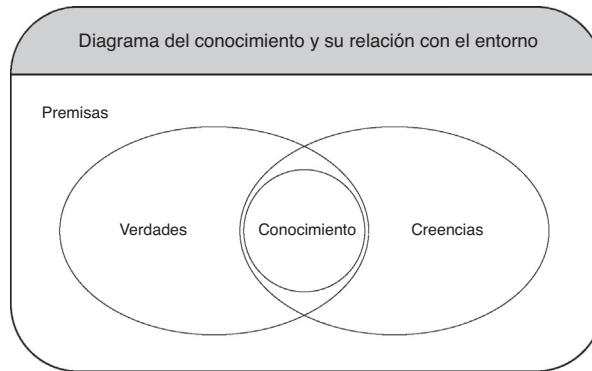 Diagrama del conocimiento y su relación con el entorno
Premisas
Verdades
Conocimiento
Creencias